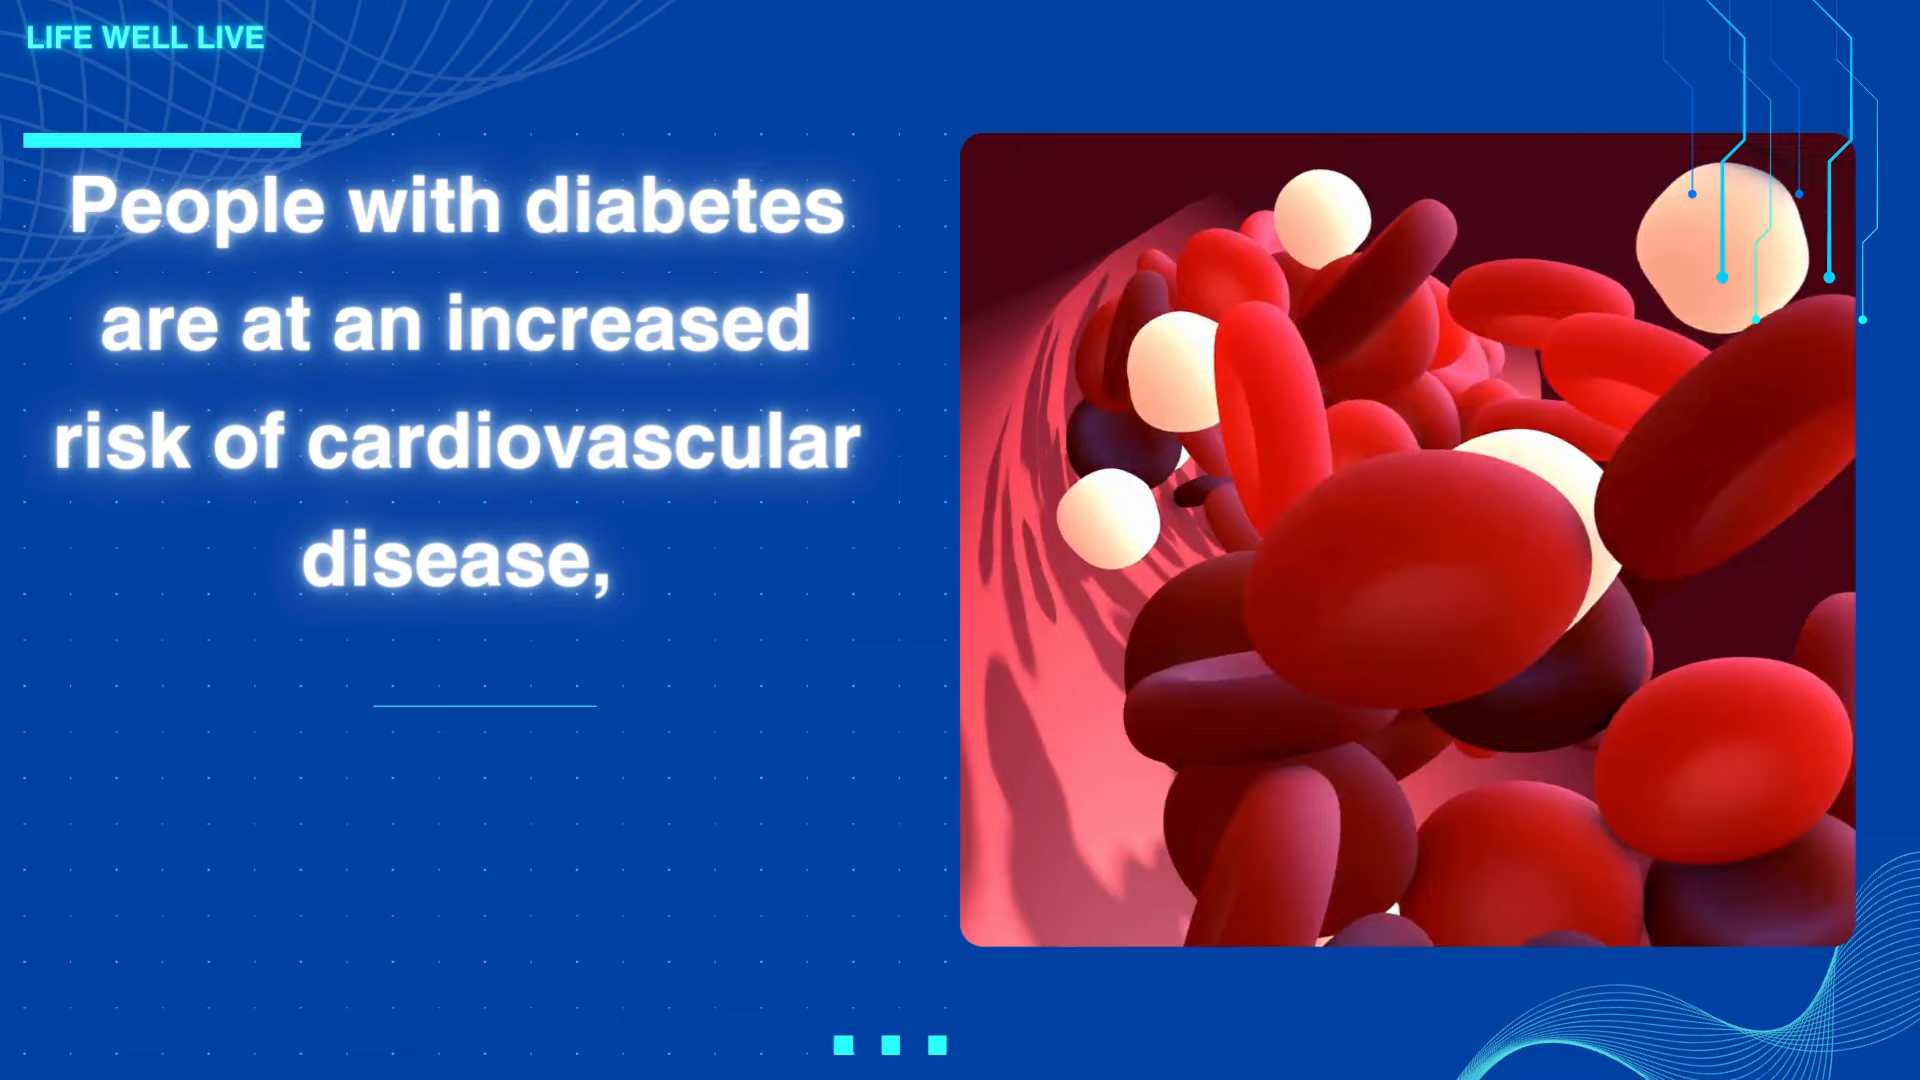 LIFE WELL LIVE
People with diabetes
are at an increased
risk of cardiovascular
disease,